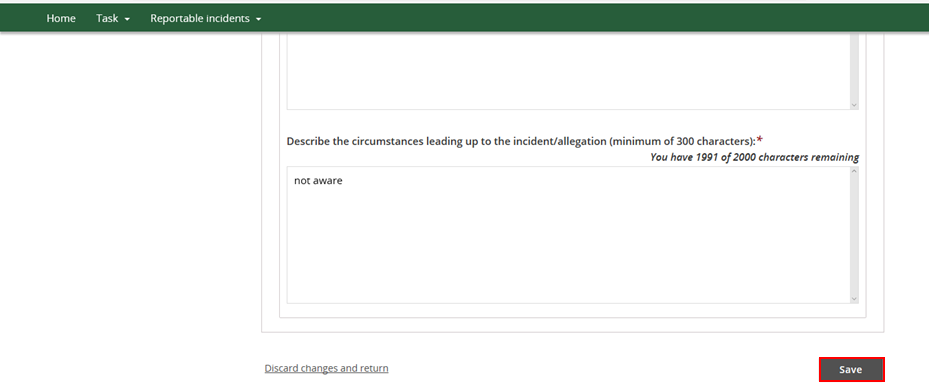 Home Task Reportable incidents
Describe the circumstances leading up to the incident/allegation (minimum of 300 characters):*
You have 1991 of 2000 characters remaining
not aware
Discard changes and return Save